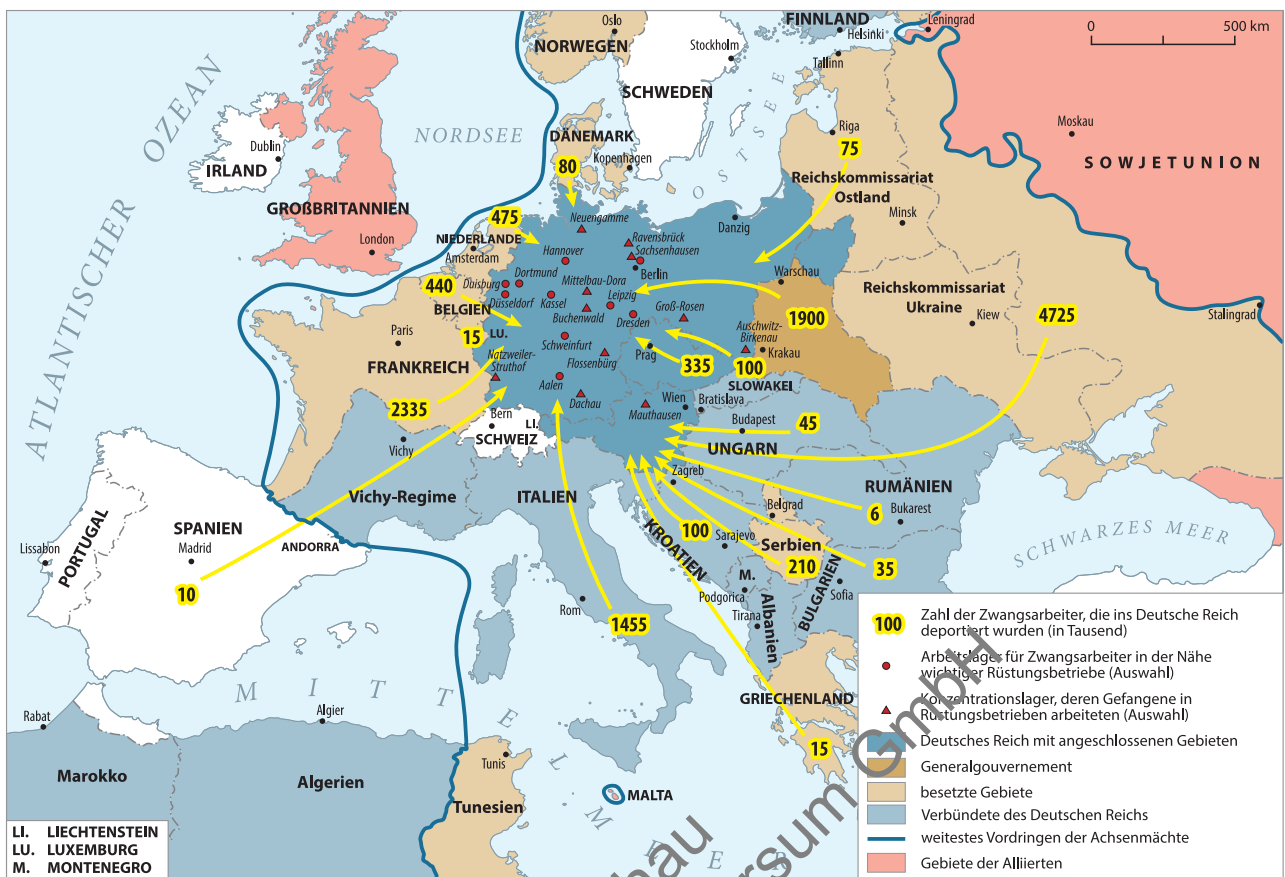 ATLANTISCHER OZEAN
NORDSEE
OSTSEE
MITTELMEER
SCHWARZES MEER
0 500 km
FINNLAND
Helsinki
Leningrad
Oslo
NORWEGEN
Stockholm
Tallinn
SCHWEDEN
Moskau
SOWJETUNION
Riga
75
Reichskommissariat
Ostland
Minsk
DÄNEMARK
Kopenhagen
80
Dublin
IRLAND
GROßBRITANNIEN
London
475
NIEDERLANDE
Amsterdam
Neuengamme
Hannover
Ravensbrück
Sachsenhausen
Berlin
Danzig
Warschau
Reichskommissariat
Ukraine
Kiew
4725
Stalingrad
440
BELGIEN
Duisburg
Dortmund
Düsseldorf
Kassel
Mittelbau-Dora
Buchenwald
Leipzig
Dresden
Groß-Rosen
1900
Auschwitz-
Birkenau
Krakau
15
LU.
Paris
FRANKREICH
Natzweiler-
Struthof
Schweinfurt
Flossenbürg
Aalen
Dachau
Prag
335
100
SLOWAKEI
Mauthausen
Wien
Bratislava
Budapest
45
UNGARN
2335
Vichy
Bern
LI.
SCHWEIZ
Vichy-Regime
ITALIEN
Zagreb
RUMÄNIEN
6
Bukarest
Belgrad
Serbien
100
Sarajevo
KROATIEN
210
35
M.
Podgorica
Tirana
Albanien
BULGARIEN
Sofia
PORTUGAL
Lissabon
SPANIEN
Madrid
ANDORRA
10
Rom
1455
GRIECHENLAND
15
Rabat
Marokko
Algier
Algerien
Tunis
Tunesien
MALTA
LI. LIECHTENSTEIN
LU. LUXEMBURG
M. MONTENEGRO
100 Zahl der Zwangsarbeiter, die ins Deutsche Reich
deportiert wurden (in Tausend)
Arbeitslager für Zwangsarbeiter in der Nähe
wichtiger Rüstungsbetriebe (Auswahl)
Konzentrationslager, deren Gefangene in
Rüstungsbetrieben arbeiteten (Auswahl)
Deutsches Reich mit angeschlossenen Gebieten
Generalgouvernement
besetzte Gebiete
Verbündete des Deutschen Reichs
weitestes Vordringen der Achsenmächte
Gebiete der Alliierten
GmbH